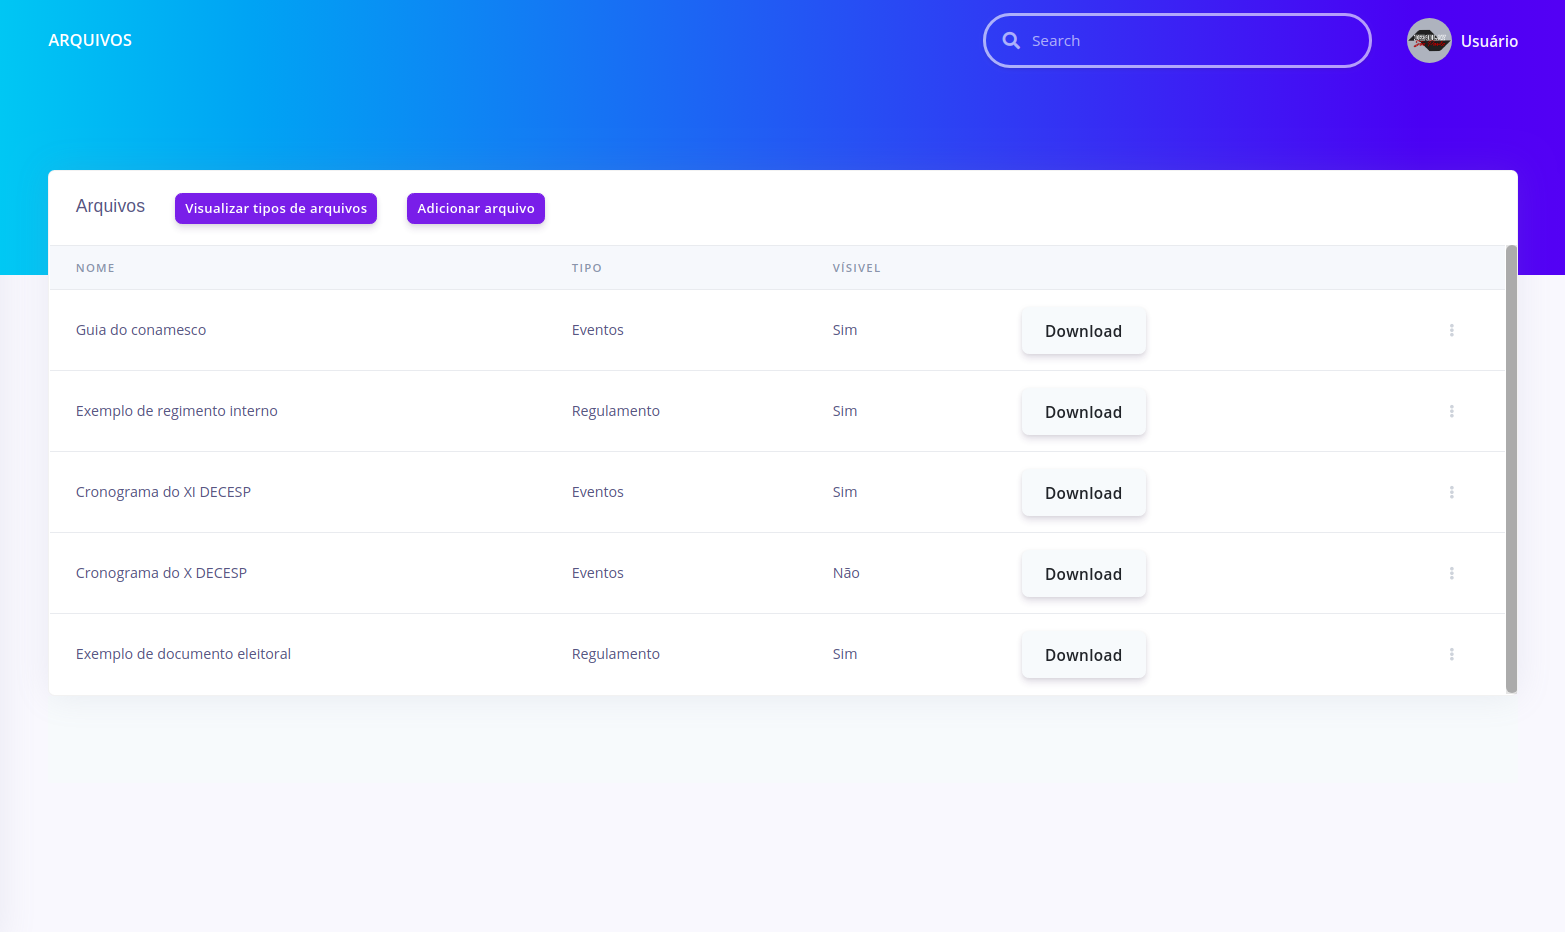 ARQUIVOS
Search
Usuário
Arquivos
Visualizar tipos de arquivos
Adicionar arquivo
NOME TIPO VÍSIVEL
Guia do conamesco Eventos Sim Download
Exemplo de regimento interno Regulamento Sim Download
Cronograma do XI DECESP Eventos Sim Download
Cronograma do X DECESP Eventos Não Download
Exemplo de documento eleitoral Regulamento Sim Download